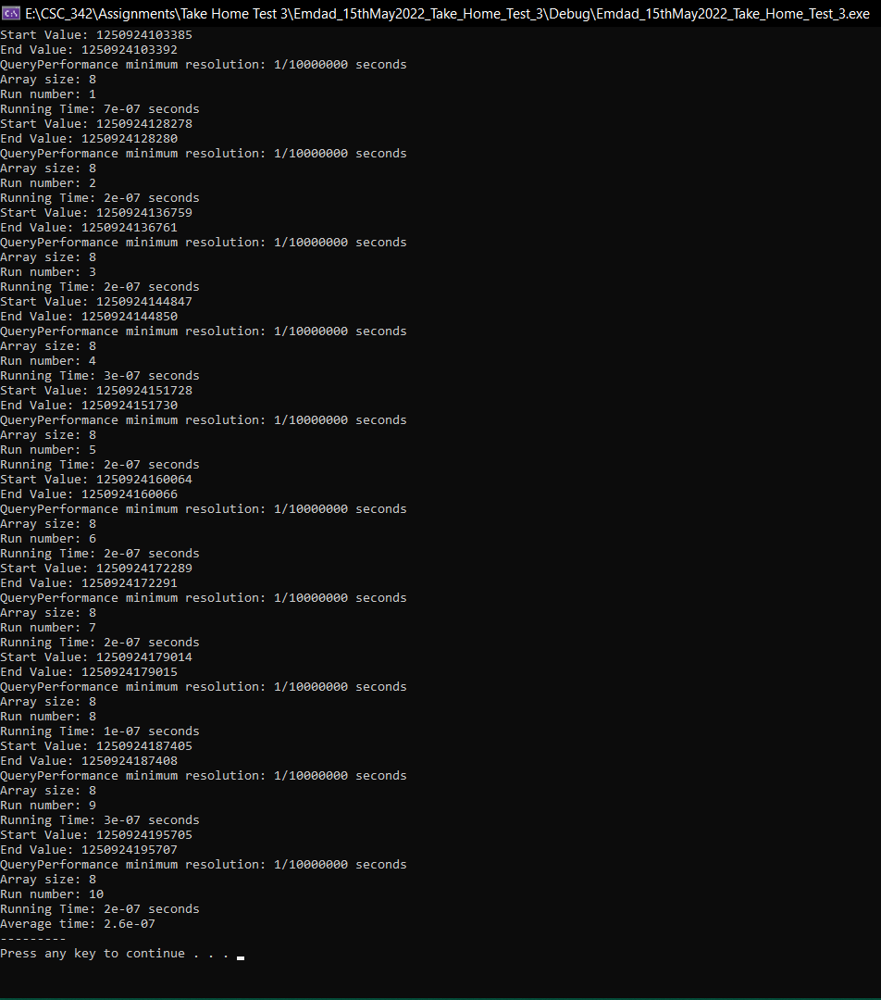 E:\CSC_342\Assignments\Take Home Test 3\Emdad_15thMay2022_Take_Home_Test_3\Debug\Emdad_15thMay2022_Take_Home_Test_3.exe
Start Value: 1250924103385
End Value: 1250924103392
QueryPerformance minimum resolution: 1/10000000 seconds
Array size: 8
Run number: 1
Running Time: 7e-07 seconds
Start Value: 1250924128278
End Value: 1250924128280
QueryPerformance minimum resolution: 1/10000000 seconds
Array size: 8
Run number: 2
Running Time: 2e-07 seconds
Start Value: 1250924136759
End Value: 1250924136761
QueryPerformance minimum resolution: 1/10000000 seconds
Array size: 8
Run number: 3
Running Time: 2e-07 seconds
Start Value: 1250924144847
End Value: 1250924144850
QueryPerformance minimum resolution: 1/10000000 seconds
Array size: 8
Run number: 4
Running Time: 3e-07 seconds
Start Value: 1250924151728
End Value: 1250924151730
QueryPerformance minimum resolution: 1/10000000 seconds
Array size: 8
Run number: 5
Running Time: 2e-07 seconds
Start Value: 1250924160064
End Value: 1250924160066
QueryPerformance minimum resolution: 1/10000000 seconds
Array size: 8
Run number: 6
Running Time: 2e-07 seconds
Start Value: 1250924172289
End Value: 1250924172291
QueryPerformance minimum resolution: 1/10000000 seconds
Array size: 8
Run number: 7
Running Time: 2e-07 seconds
Start Value: 1250924179014
End Value: 1250924179015
QueryPerformance minimum resolution: 1/10000000 seconds
Array size: 8
Run number: 8
Running Time: 1e-07 seconds
Start Value: 1250924187405
End Value: 1250924187408
QueryPerformance minimum resolution: 1/10000000 seconds
Array size: 8
Run number: 9
Running Time: 3e-07 seconds
Start Value: 1250924195705
End Value: 1250924195707
QueryPerformance minimum resolution: 1/10000000 seconds
Array size: 8
Run number: 10
Running Time: 2e-07 seconds
Average time: 2.6e-07
---------
Press any key to continue . . .